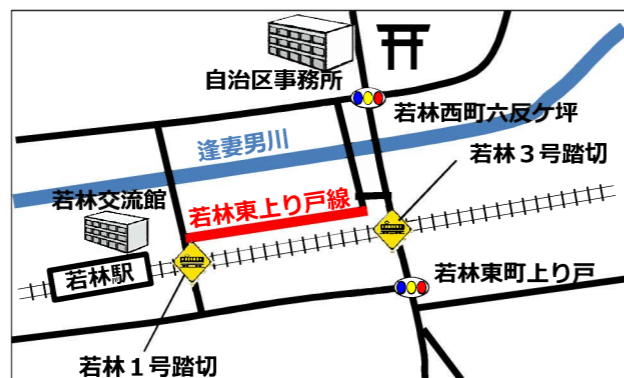 自治区事務所
若林西町六反ケ坪
逢妻男川
若林３号踏切
若林交流館
若林東上り戸線
若林駅
若林東町上り戸
若林１号踏切